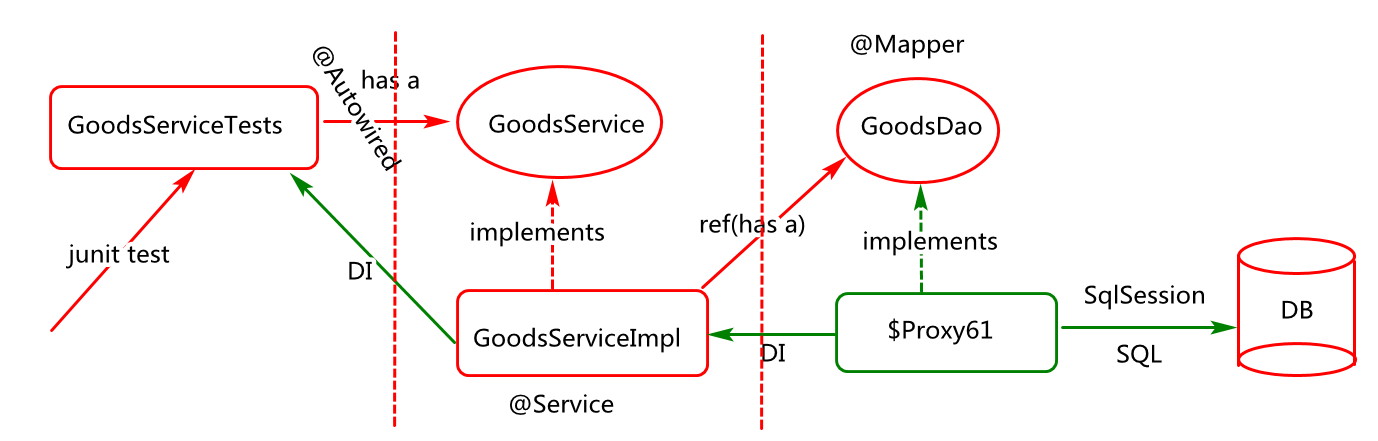 @Mapper
@Autowired
has a
GoodsServiceTests
GoodsService
GoodsDao
ref(has a)
implements
implements
junit test
DI
SqlSession
DB
GoodsServiceImpl
$Proxy61
DI
SQL
@Service